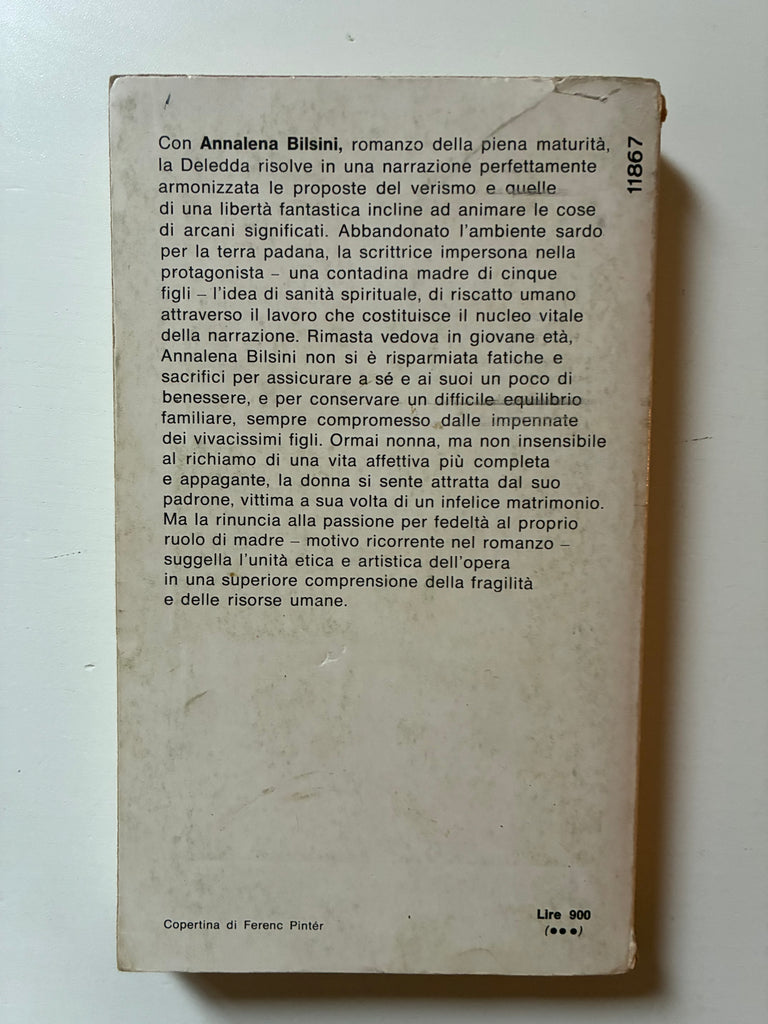 Con Annalena Bilsini, romanzo della piena maturità,
la Deledda risolve in una narrazione perfettamente
armonizzata le proposte del verismo e quelle
di una libertà fantastica incline ad animare le cose
di arcani significati. Abbandonato l'ambiente sardo
per la terra padana, la scrittrice impersona nella
protagonista – una contadina madre di cinque
figli – l'idea di sanità spirituale, di riscatto umano
attraverso il lavoro che costituisce il nucleo vitale
della narrazione. Rimasta vedova in giovane età,
Annalena Bilsini non si è risparmiata fatiche e
sacrifici per assicurare a sé e ai suoi un poco di
benessere, e per conservare un difficile equilibrio
familiare, sempre compromesso dalle impennate
dei vivacissimi figli. Ormai nonna, ma non insensibile
al richiamo di una vita affettiva più completa
e appagante, la donna si sente attratta dal suo
padrone, vittima a sua volta di un infelice matrimonio.
Ma la rinuncia alla passione per fedeltà al proprio
ruolo di madre – motivo ricorrente nel romanzo –
suggella l'unità etica e artistica dell'opera
in una superiore comprensione della fragilità
e delle risorse umane.
11867
Copertina di Ferenc Pintér
Lire 900
(●●●)